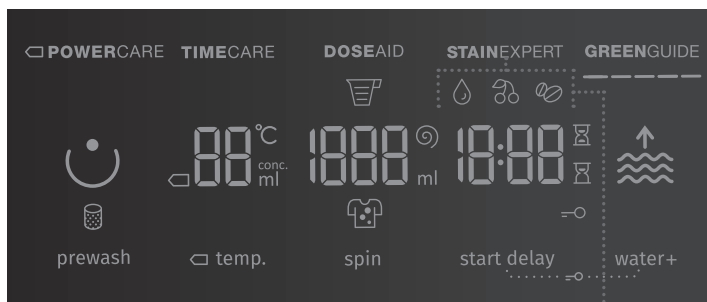 POWERCARE TIMECARE DOSEAID STAINEXPERT GREENGUIDE
88 °C 1888 18:88
conc.
ml ml
prewash temp. spin start delay water+